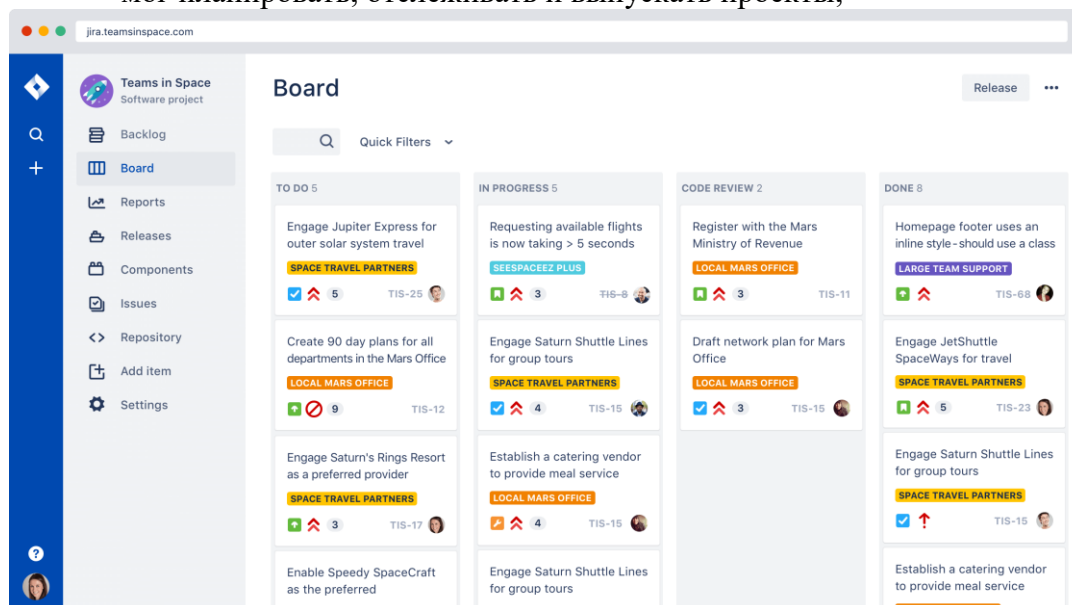 мог планировать, отслеживать и выпускать проекты,
jira.teamsinspace.com
Teams in Space
Software project
Backlog
Board
Reports
Releases
Components
Issues
Repository
Add item
Settings
Board
Release
Quick Filters
TO DO 5
Engage Jupiter Express for
outer solar system travel
SPACE TRAVEL PARTNERS
5 TIS-25
Create 90 day plans for all
departments in the Mars Office
LOCAL MARS OFFICE
9 TIS-12
Engage Saturn's Rings Resort
as a preferred provider
SPACE TRAVEL PARTNERS
3 TIS-17
Enable Speedy SpaceCraft
as the preferred
IN PROGRESS 5
Requesting available flights
is now taking > 5 seconds
SEESPACEEZ PLUS
3 TIS-8
Engage Saturn Shuttle Lines
for group tours
SPACE TRAVEL PARTNERS
4 TIS-15
Establish a catering vendor
to provide meal service
LOCAL MARS OFFICE
4 TIS-15
Engage Saturn Shuttle Lines
for group tours
CODE REVIEW 2
Register with the Mars
Ministry of Revenue
LOCAL MARS OFFICE
3 TIS-11
Draft network plan for Mars
Office
LOCAL MARS OFFICE
3 TIS-15
DONE 8
Homepage footer uses an
inline style-should use a class
LARGE TEAM SUPPORT
TIS-68
Engage JetShuttle
SpaceWays for travel
SPACE TRAVEL PARTNERS
5 TIS-23
Engage Saturn Shuttle Lines
for group tours
SPACE TRAVEL PARTNERS
TIS-15
Establish a catering vendor
to provide meal service